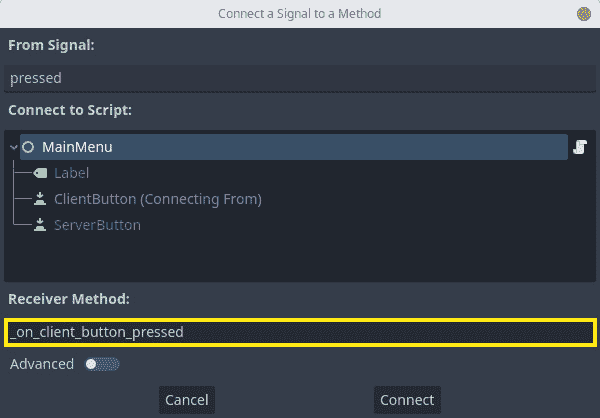 Connect a Signal to a Method
From Signal:
pressed
Connect to Script:
MainMenu
Label
ClientButton (Connecting From)
ServerButton
Receiver Method:
_on_client_button_pressed
Advanced
Cancel Connect